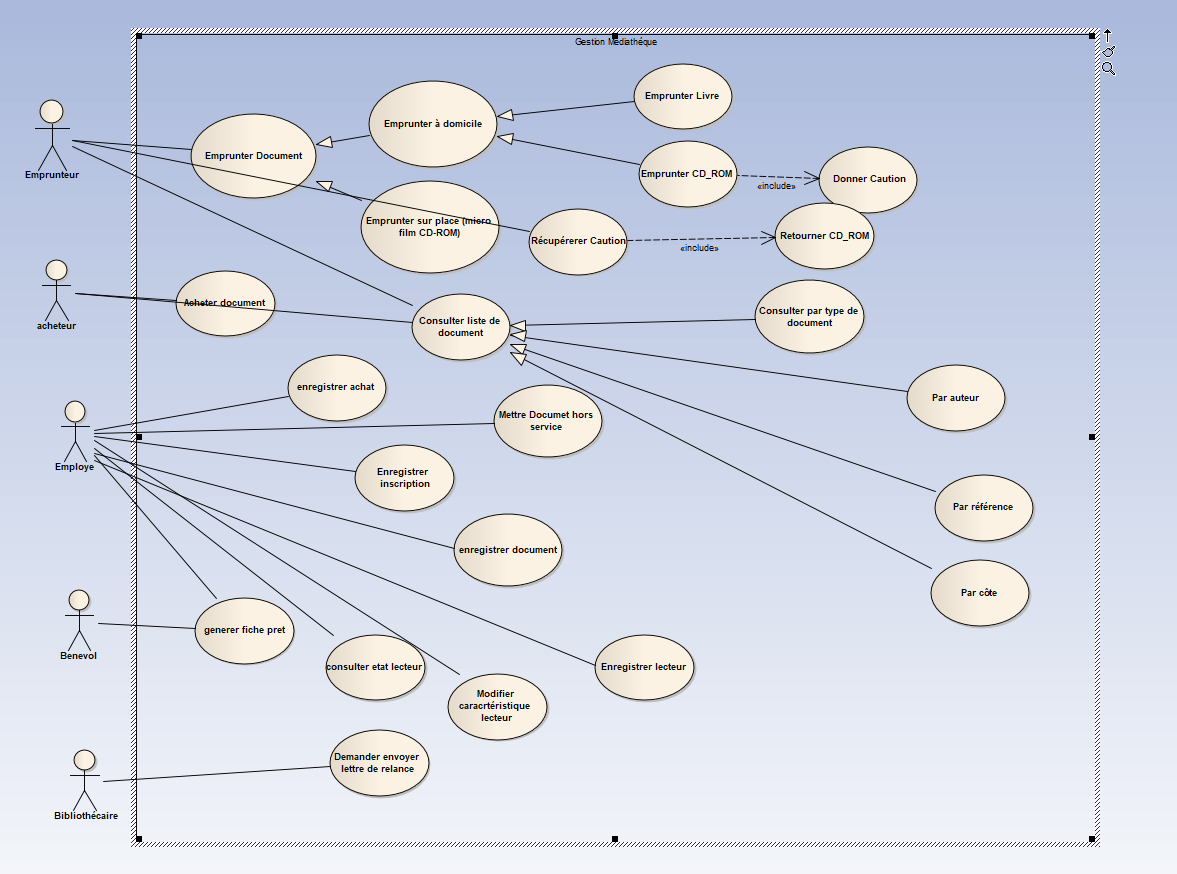 Gestion Médiathéque
Emprunter Livre
Emprunter à domicile
Emprunter Document
Emprunter CD_ROM
Donner Caution
«include»
Emprunteur
Emprunter sur place (micro
film CD-ROM)
Récupérerer Caution
Retourner CD_ROM
«include»
acheteur
Acheter document
Consulter liste de
document
Consulter par type de
document
enregistrer achat
Mettre Documet hors
service
Par auteur
Employe
Enregistrer
inscription
Par référence
enregistrer document
Par côte
Benevol
generer fiche pret
consulter etat lecteur
Enregistrer lecteur
Modifier
caracrtéristique
lecteur
Demander envoyer
lettre de relance
Bibliothécaire